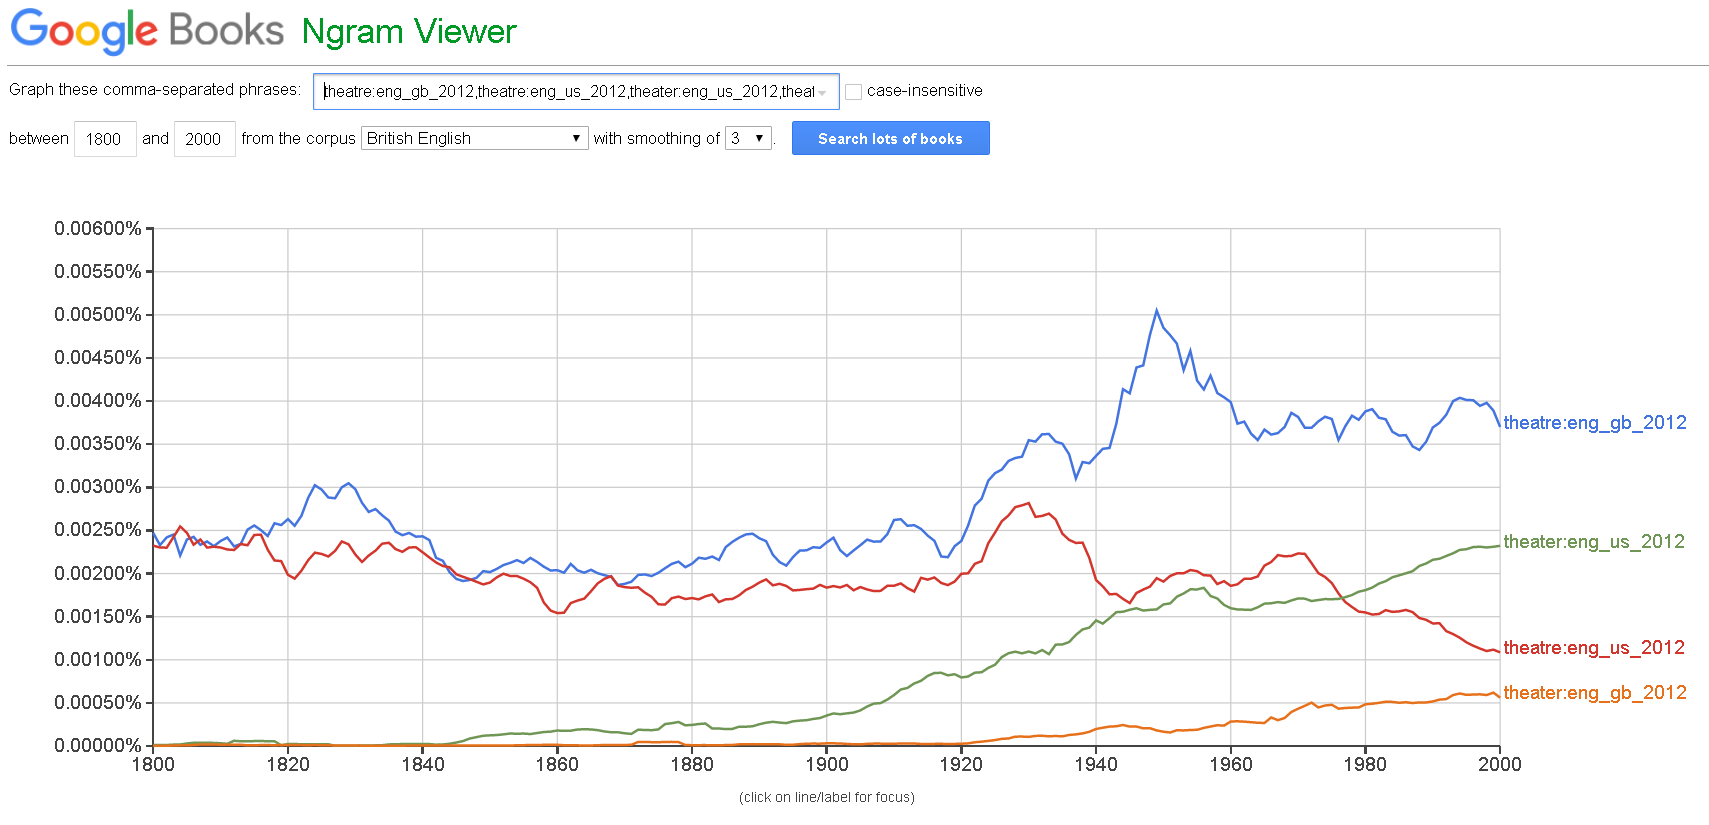 Google Books Ngram Viewer
Graph these comma-separated phrases: theatre:eng_gb_2012,theatre:eng_us_2012,theater:eng_us_2012,theat case-insensitive
between 1800 and 2000 from the corpus British English with smoothing of 3 . Search lots of books
0.00600%
0.00550%
0.00500%
0.00450%
0.00400%
theatre:eng_gb_2012
0.00350%
0.00300%
0.00250%
theater:eng_us_2012
0.00200%
0.00150%
theatre:eng_us_2012
0.00100%
theater:eng_gb_2012
0.00050%
0.00000%
1800 1820 1840 1860 1880 1900 1920 1940 1960 1980 2000
(click on line/label for focus)